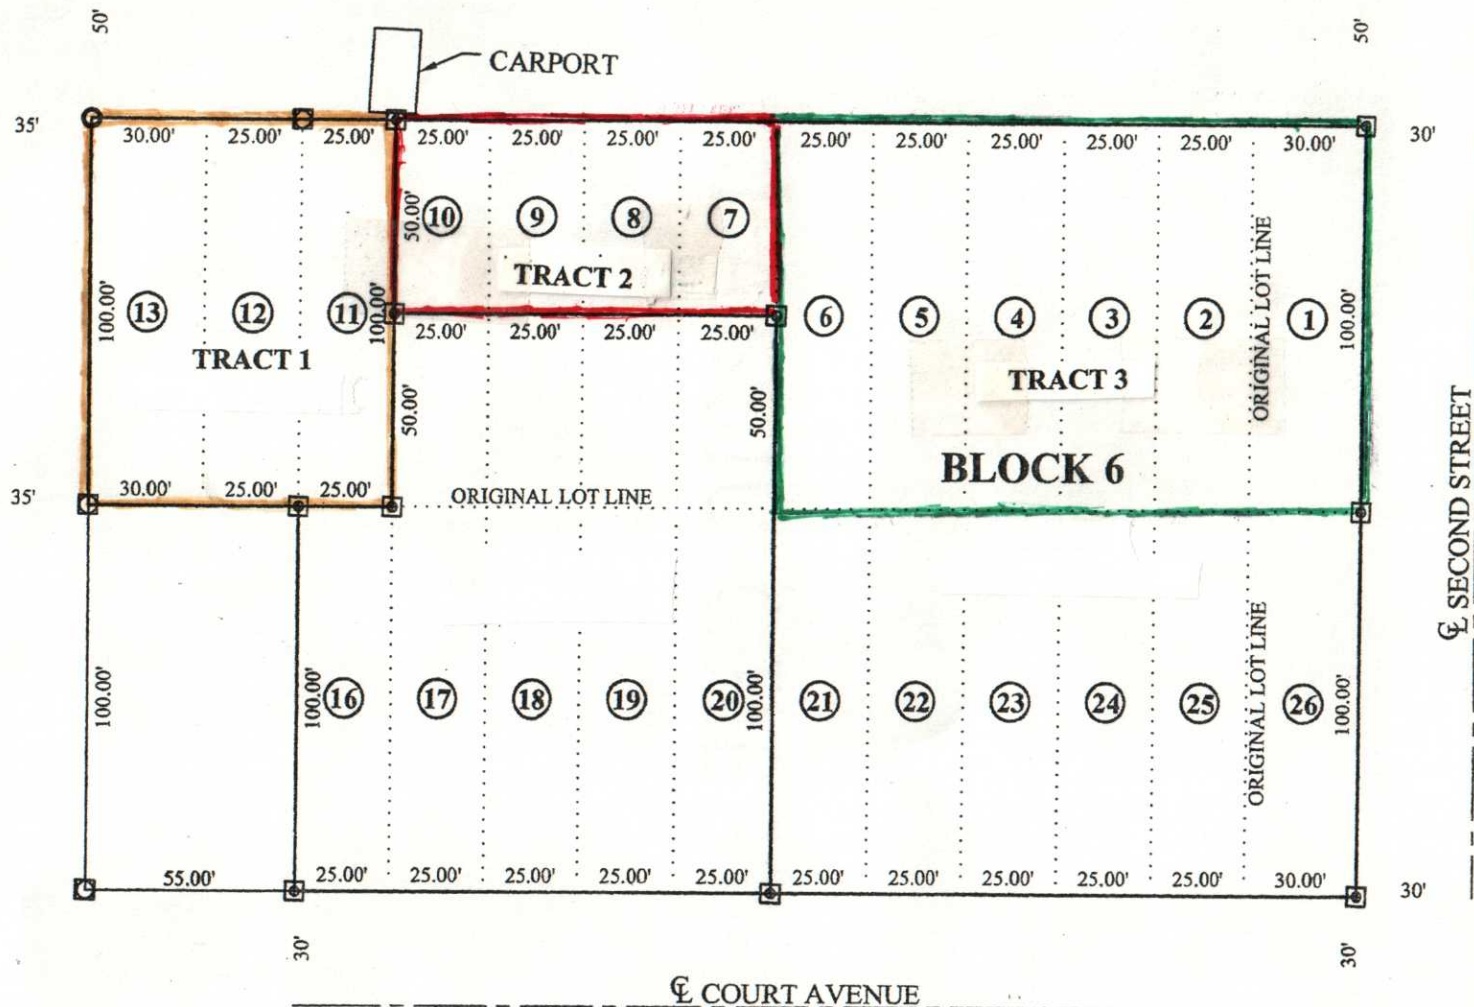 50' 50'
CARPORT
35' 30'
30.00' 25.00' 25.00' 25.00' 25.00' 25.00' 25.00' 25.00' 25.00' 25.00' 25.00' 25.00' 30.00'
50.00' 10 9 8 7
TRACT 2
100.00' 13 12 11 100.00' 6 5 4 3 2 ORIGINAL LOT LINE 1 100.00'
25.00' 25.00' 25.00' 25.00'
TRACT 1
TRACT 3
50.00' 50.00'
BLOCK 6
35' 30.00' 25.00' 25.00' ORIGINAL LOT LINE
℄ SECOND STREET
100.00' 100.00' 16 17 18 19 20 100.00' 21 22 23 24 25 ORIGINAL LOT LINE 26 100.00'
55.00' 25.00' 25.00' 25.00' 25.00' 25.00' 25.00' 25.00' 25.00' 25.00' 25.00' 30.00' 30'
30' 30'
℄ COURT AVENUE